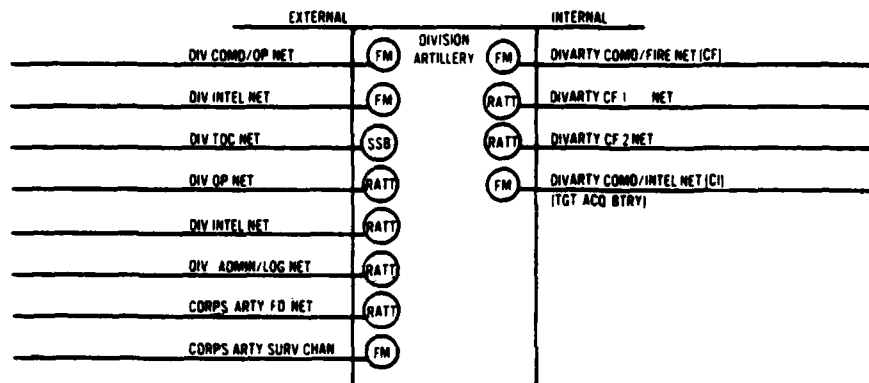 EXTERNAL
INTERNAL
DIVISION
ARTILLERY
DIV COMD/OP NET
FM
FM
DIVARTY COMD/FIRE NET (CF)
DIV INTEL NET
FM
RATT
DIVARTY CF 1 NET
DIV TOC NET
SSB
RATT
DIVARTY CF 2 NET
DIV OP NET
RATT
FM
DIVARTY COMD/INTEL NET (CI)
(TGT ACQ BTRY)
DIV INTEL NET
RATT
DIV ADMIN/LOG NET
RATT
CORPS ARTY FD NET
RATT
CORPS ARTY SURV CHAN
FM